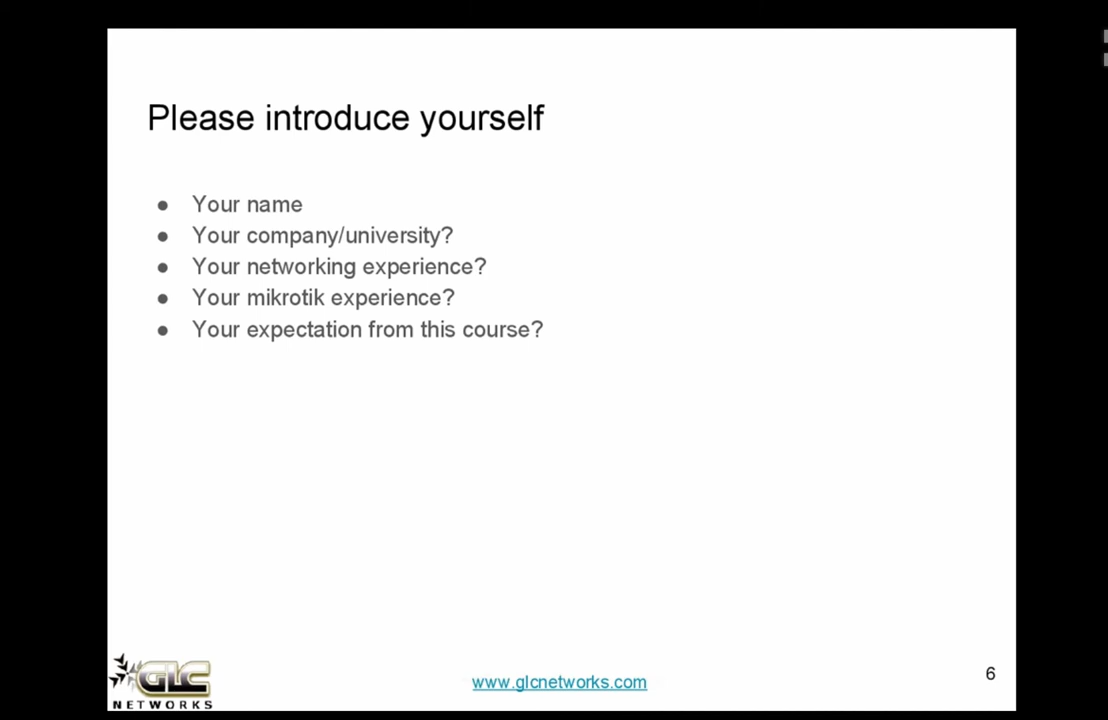 Please introduce yourself
● Your name
● Your company/university?
● Your networking experience?
● Your mikrotik experience?
● Your expectation from this course?
GLC
NETWORKS
www.glcnetworks.com
6